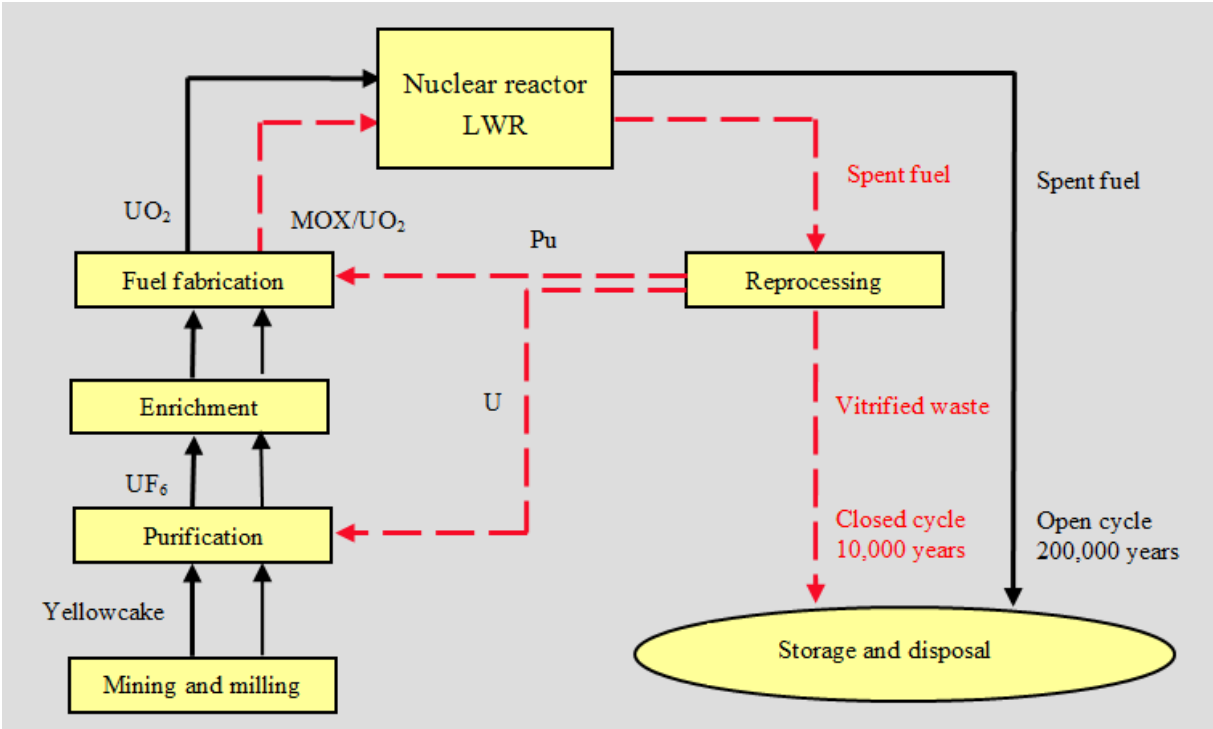 Nuclear reactor
LWR
Spent fuel
Spent fuel
UO₂
MOX/UO₂
Pu
Fuel fabrication
Reprocessing
Enrichment
U
Vitrified waste
UF₆
Purification
Closed cycle
10,000 years
Open cycle
200,000 years
Yellowcake
Storage and disposal
Mining and milling